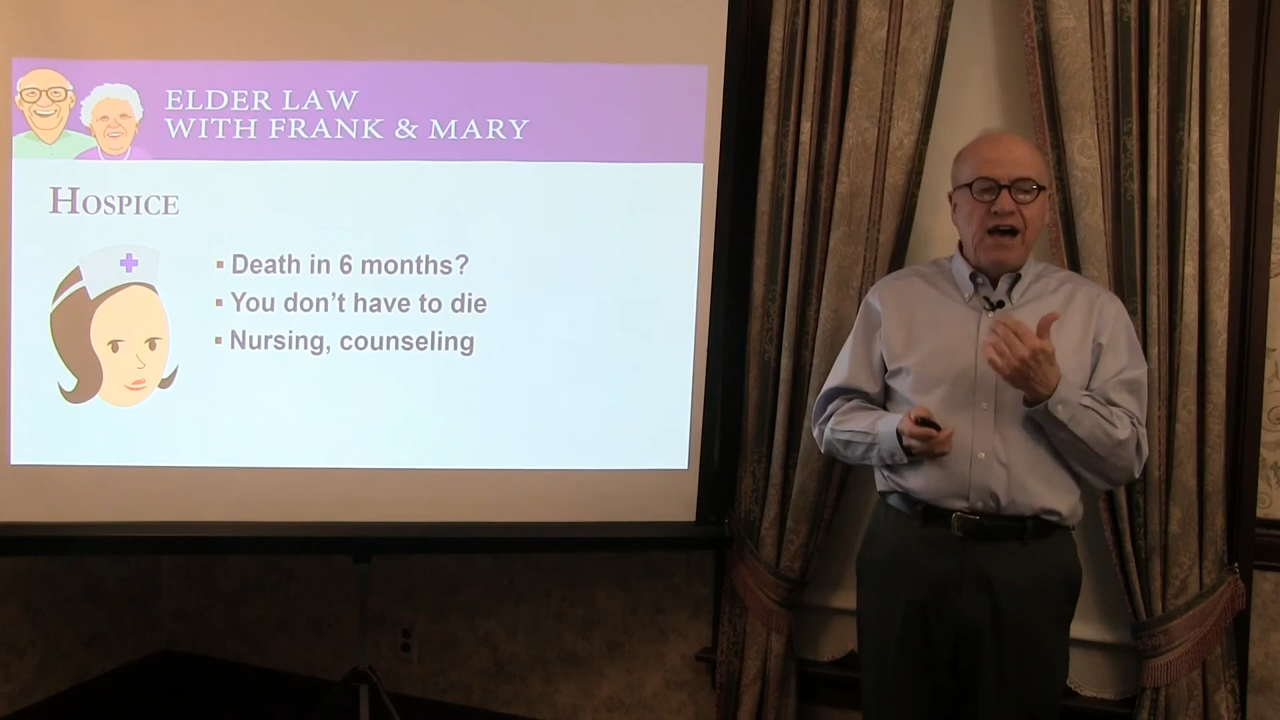 ELDER LAW
WITH FRANK & MARY
HOSPICE
▪ Death in 6 months?
▪ You don't have to die
▪ Nursing, counseling